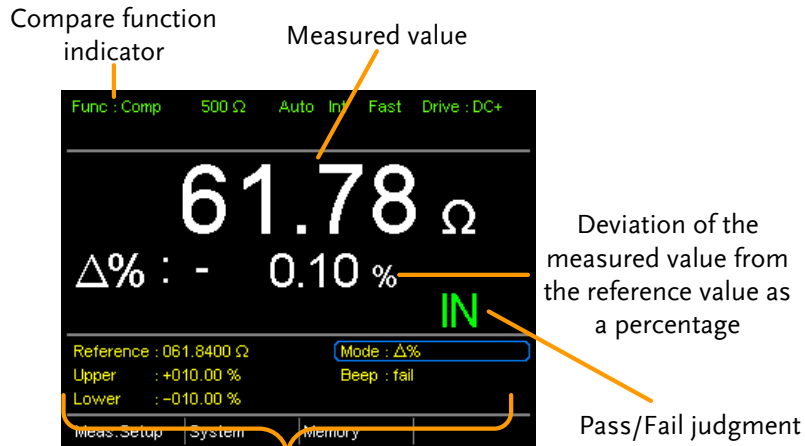 Compare function
indicator
Measured value
Func : Comp 500 Ω Auto Int Fast Drive : DC+
61.78 Ω
Δ% : - 0.10 %
IN
Deviation of the
measured value from
the reference value as
a percentage
Reference : 061.8400 Ω Mode : Δ%
Upper : +010.00 % Beep : fail
Lower : -010.00 %
Meas.Setup System Memory
Pass/Fail judgment